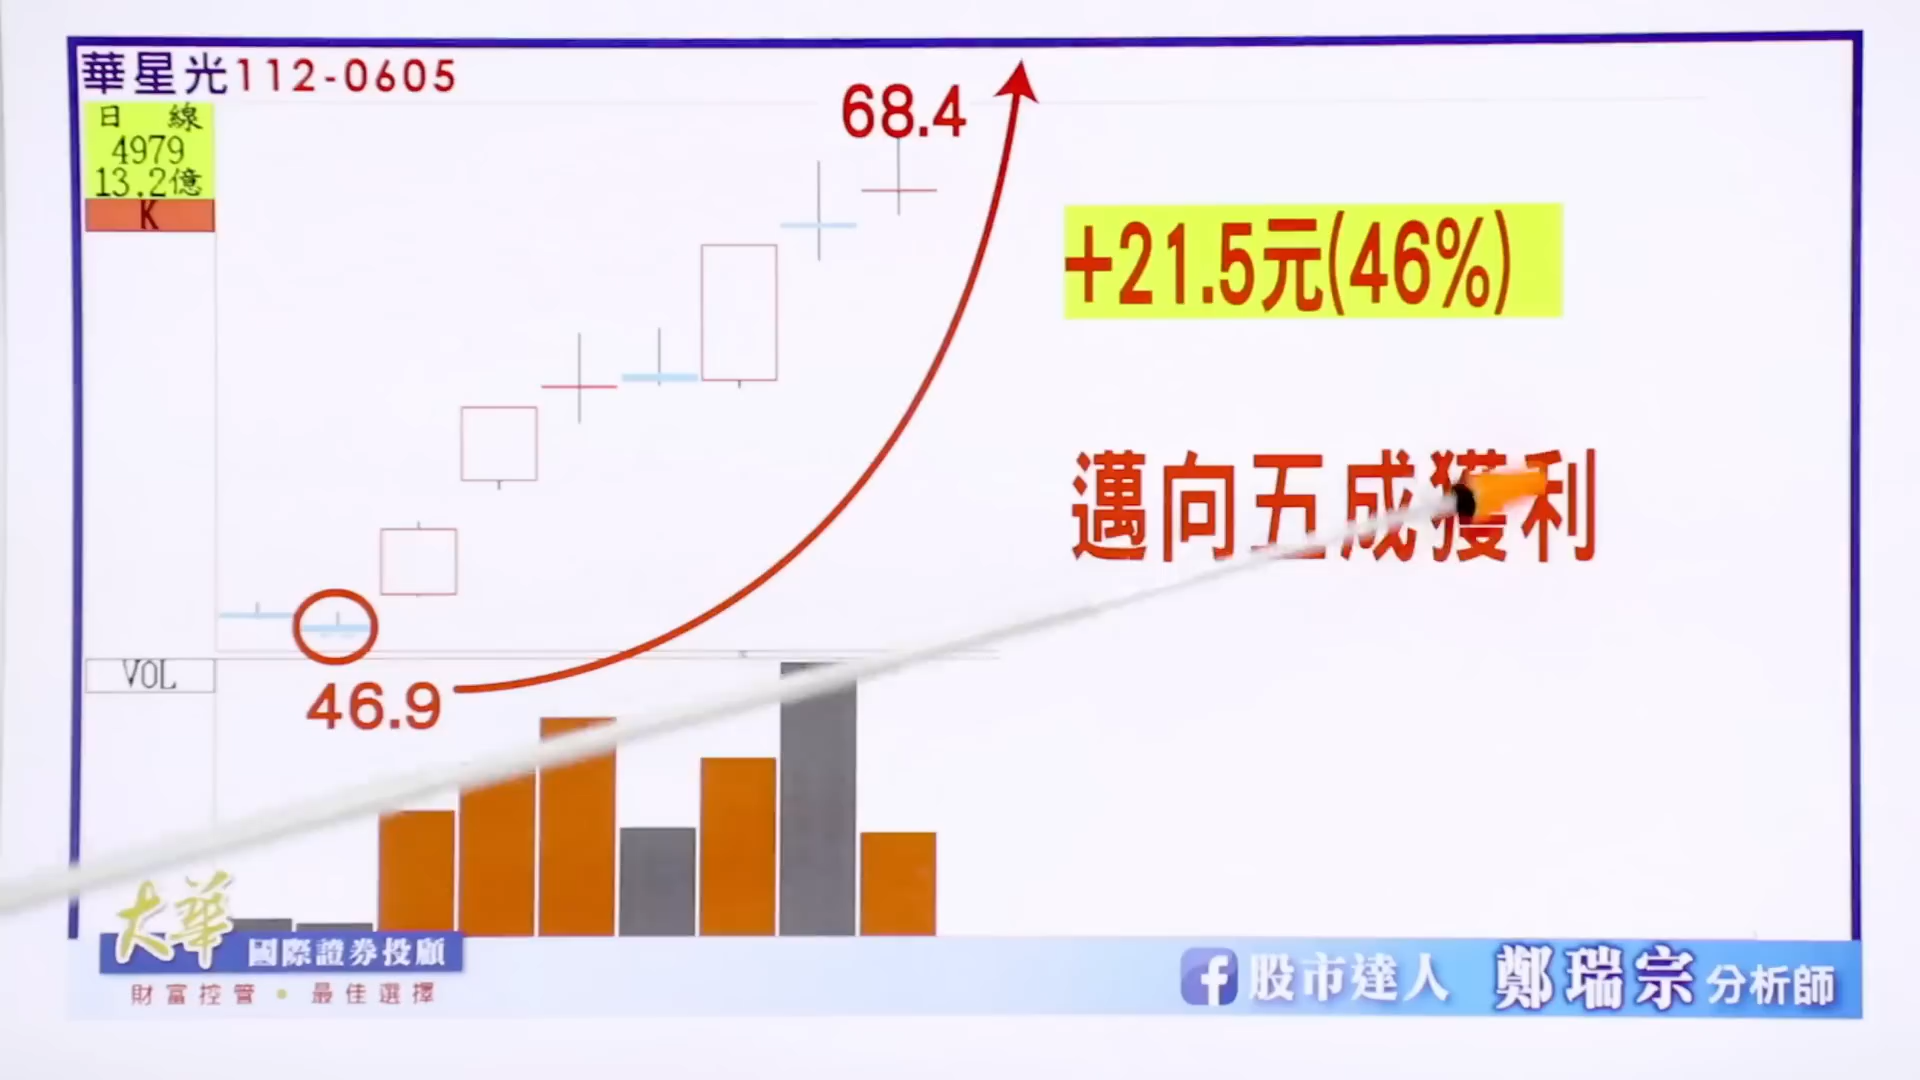 華星光112-0605
日 線
4979
13.2億
K
68.4
+21.5元(46%)
邁向五成獲利
VOL
46.9
大華
國際證券投顧
財富控管•最佳選擇
股市達人 鄭瑞宗分析師